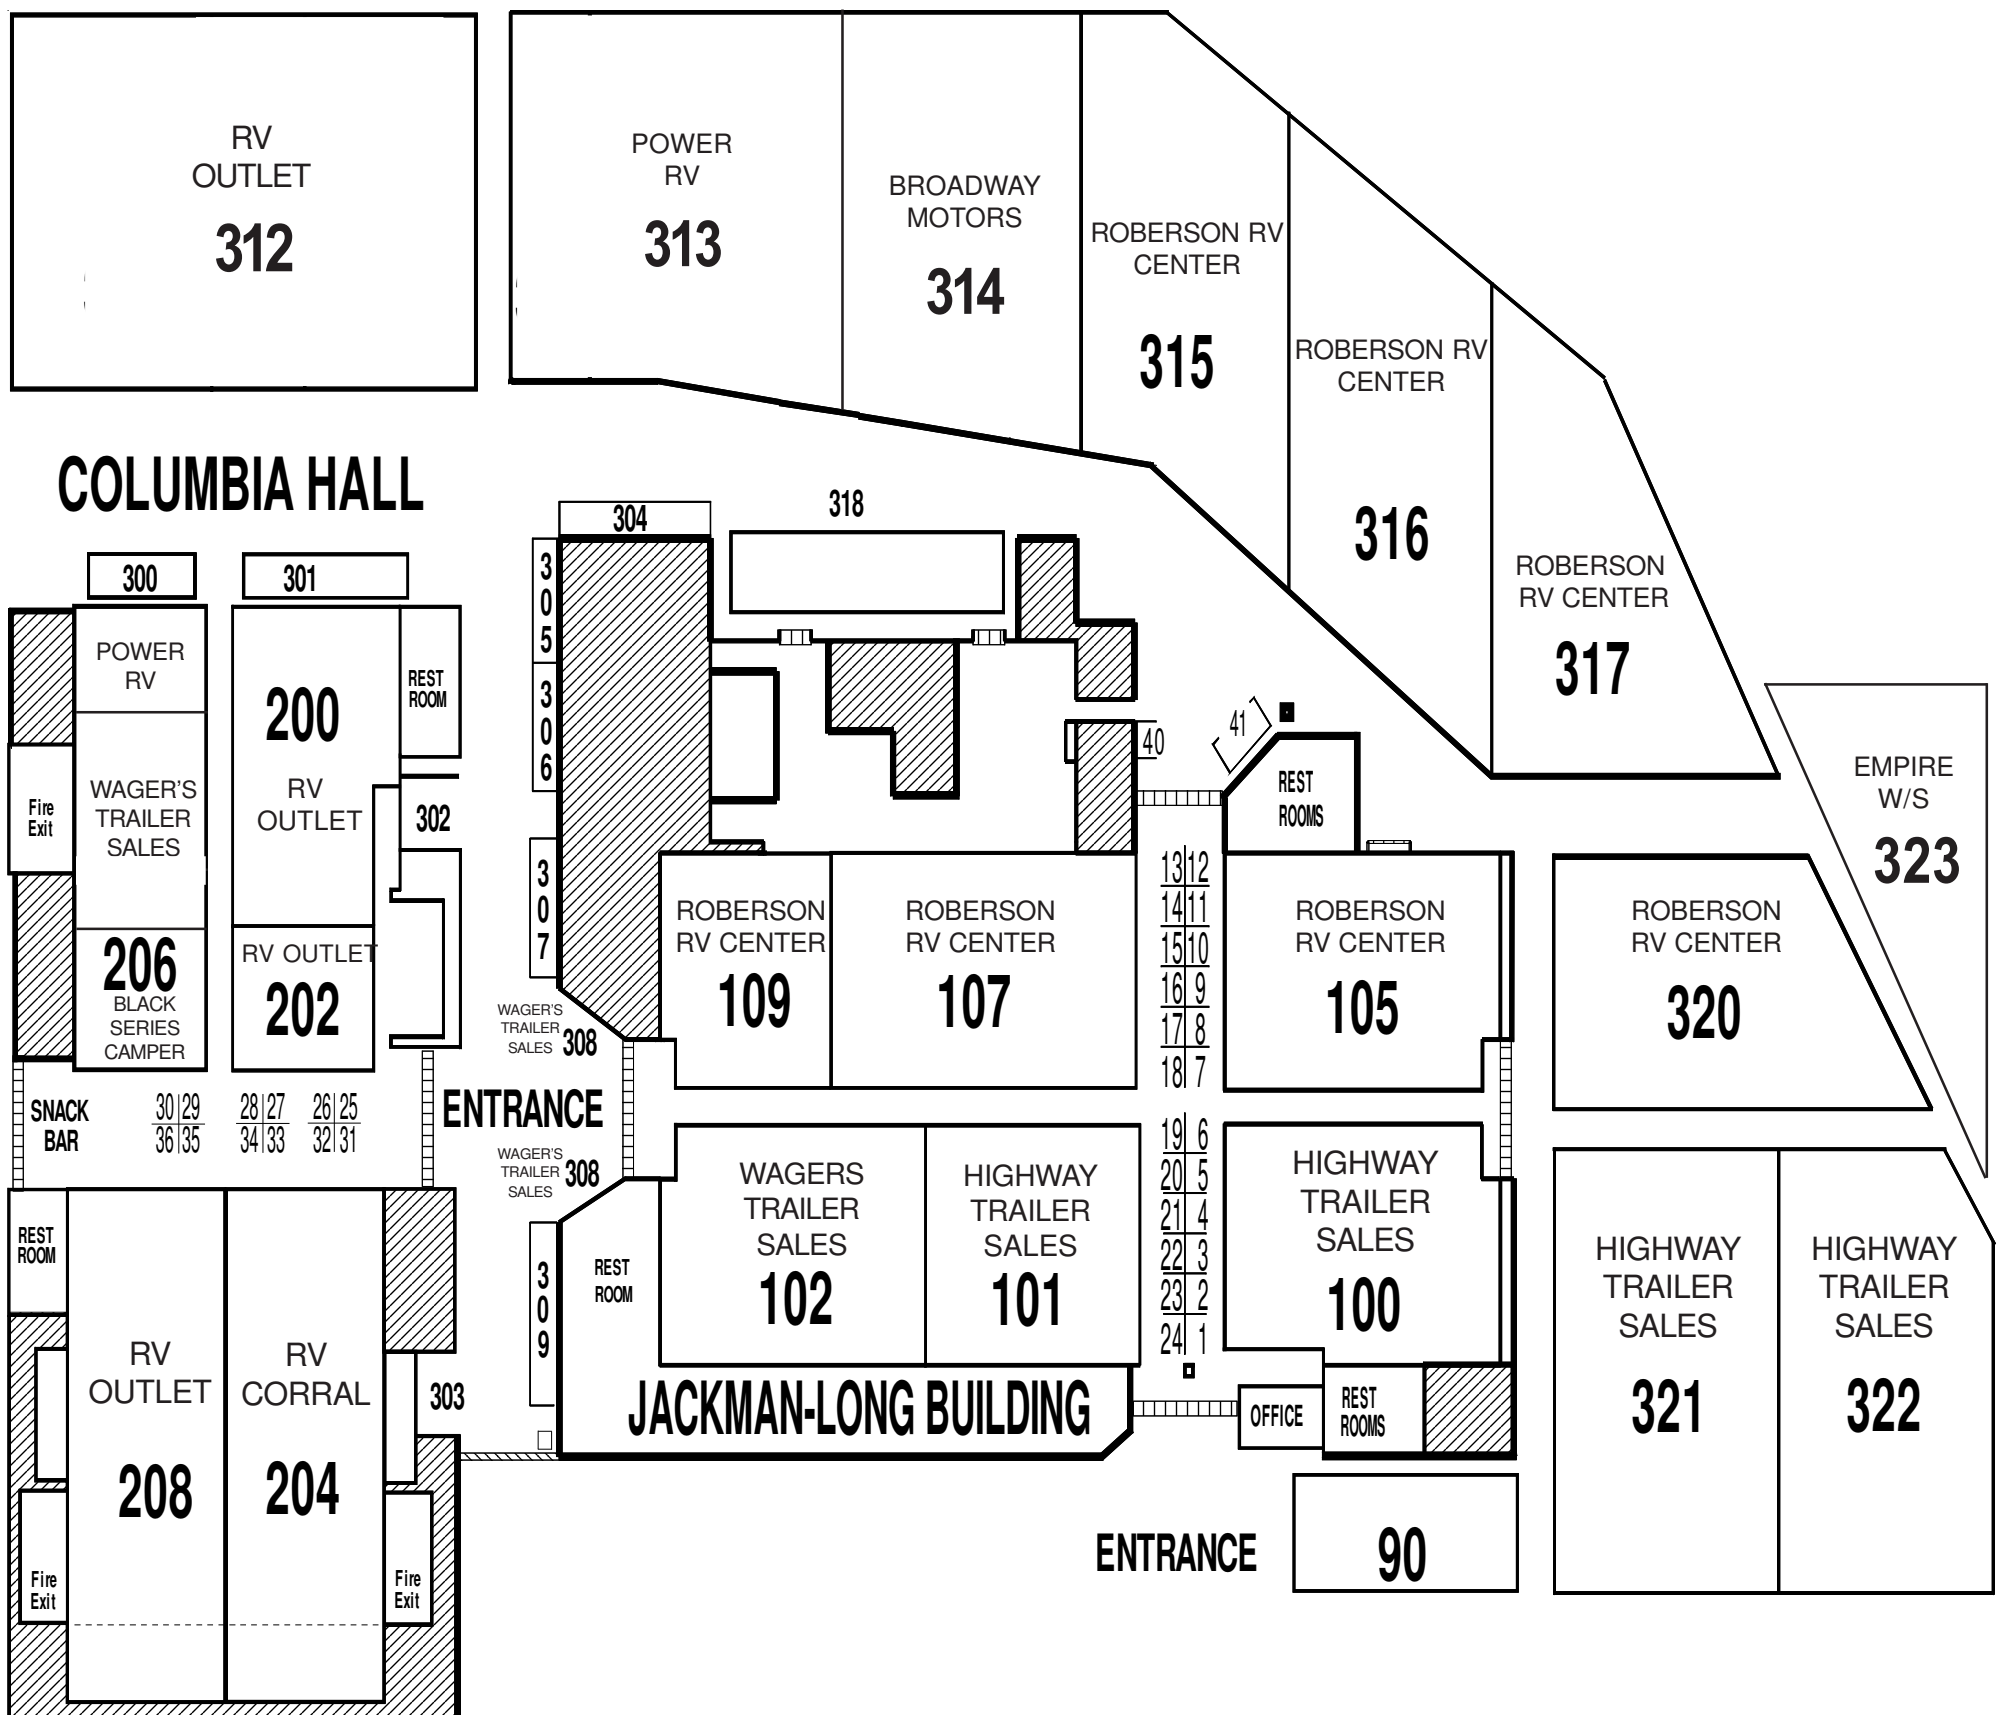 RV
OUTLET
312
POWER
RV
313
BROADWAY
MOTORS
314
ROBERSON RV
CENTER
315
ROBERSON RV
CENTER
316
ROBERSON
RV CENTER
317
EMPIRE
W/S
323
COLUMBIA HALL
300
301
POWER
RV
WAGER'S
TRAILER
SALES
206
BLACK
SERIES
CAMPER
Fire
Exit
200
RV
OUTLET
REST
ROOM
302
RV OUTLET
202
304
305
306
307
318
40
41
REST
ROOMS
ROBERSON
RV CENTER
109
ROBERSON
RV CENTER
107
13 12
14 11
15 10
16 9
17 8
18 7
ROBERSON
RV CENTER
105
ROBERSON
RV CENTER
320
WAGER'S
TRAILER
SALES 308
ENTRANCE
WAGER'S
TRAILER
SALES 308
SNACK
BAR
30 29
36 35
28 27
34 33
26 25
32 31
REST
ROOM
RV
OUTLET
208
RV
CORRAL
204
303
Fire
Exit
Fire
Exit
309
REST
ROOM
WAGERS
TRAILER
SALES
102
HIGHWAY
TRAILER
SALES
101
19 6
20 5
21 4
22 3
23 2
24 1
HIGHWAY
TRAILER
SALES
100
HIGHWAY
TRAILER
SALES
321
HIGHWAY
TRAILER
SALES
322
JACKMAN-LONG BUILDING
OFFICE
REST
ROOMS
ENTRANCE
90